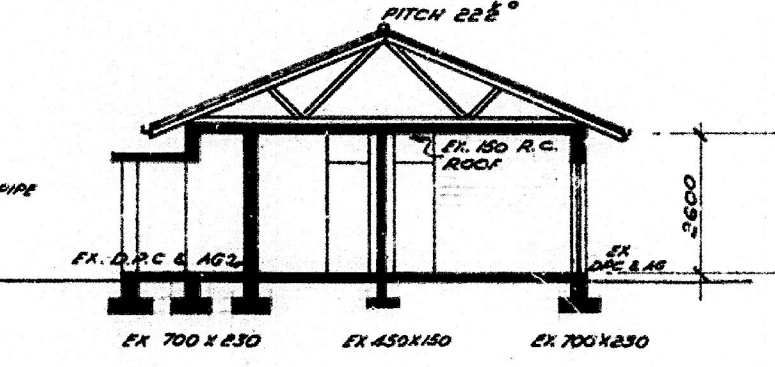 PITCH 22½°
EX. 150 R.C.
ROOF
PIPE
2600
EX. D.P.C & AG2
EX
DPC & AG
EX 700 X 230
EX 450X150
EX 700X230